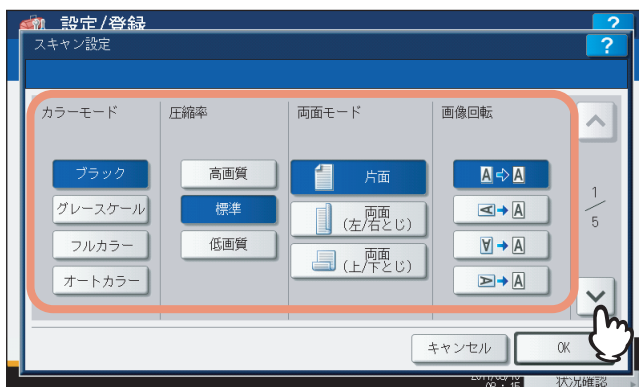 設定/登録
?
スキャン設定
?
カラーモード
圧縮率
両面モード
画像回転
ブラック
高画質
片面
A⇨A
グレースケール
標準
両面
(左/右とじ)
A➔A
フルカラー
低画質
両面
(上/下とじ)
A➔A
オートカラー
A➔A
1
5
キャンセル
OK
状況確認